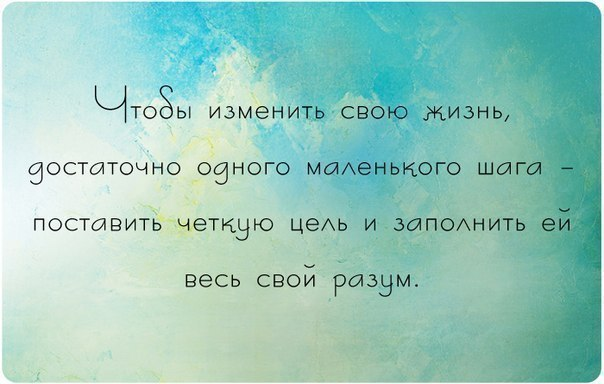 Чтобы изменить свою жизнь,
достаточно одного маленького шага –
поставить четкую цель и заполнить ей
весь свой разум.